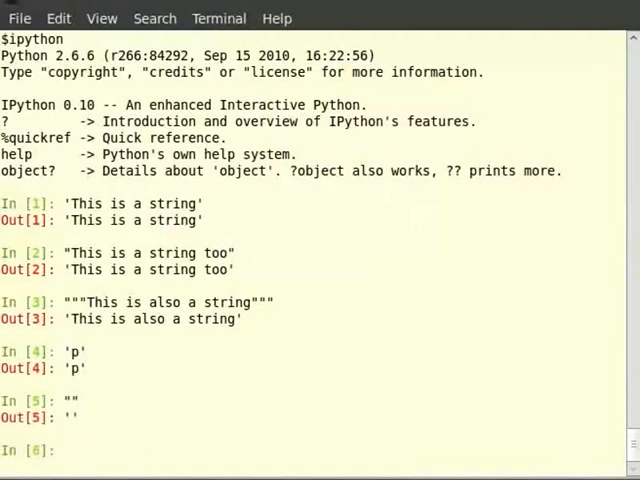 File Edit View Search Terminal Help
$ipython
Python 2.6.6 (r266:84292, Sep 15 2010, 16:22:56)
Type "copyright", "credits" or "license" for more information.
IPython 0.10 -- An enhanced Interactive Python.
?         -> Introduction and overview of IPython's features.
%quickref -> Quick reference.
help      -> Python's own help system.
object?   -> Details about 'object'. ?object also works, ?? prints more.
In [1]: 'This is a string'
Out[1]: 'This is a string'
In [2]: "This is a string too"
Out[2]: 'This is a string too'
In [3]: """This is also a string"""
Out[3]: 'This is also a string'
In [4]: 'p'
Out[4]: 'p'
In [5]: ""
Out[5]: ''
In [6]: